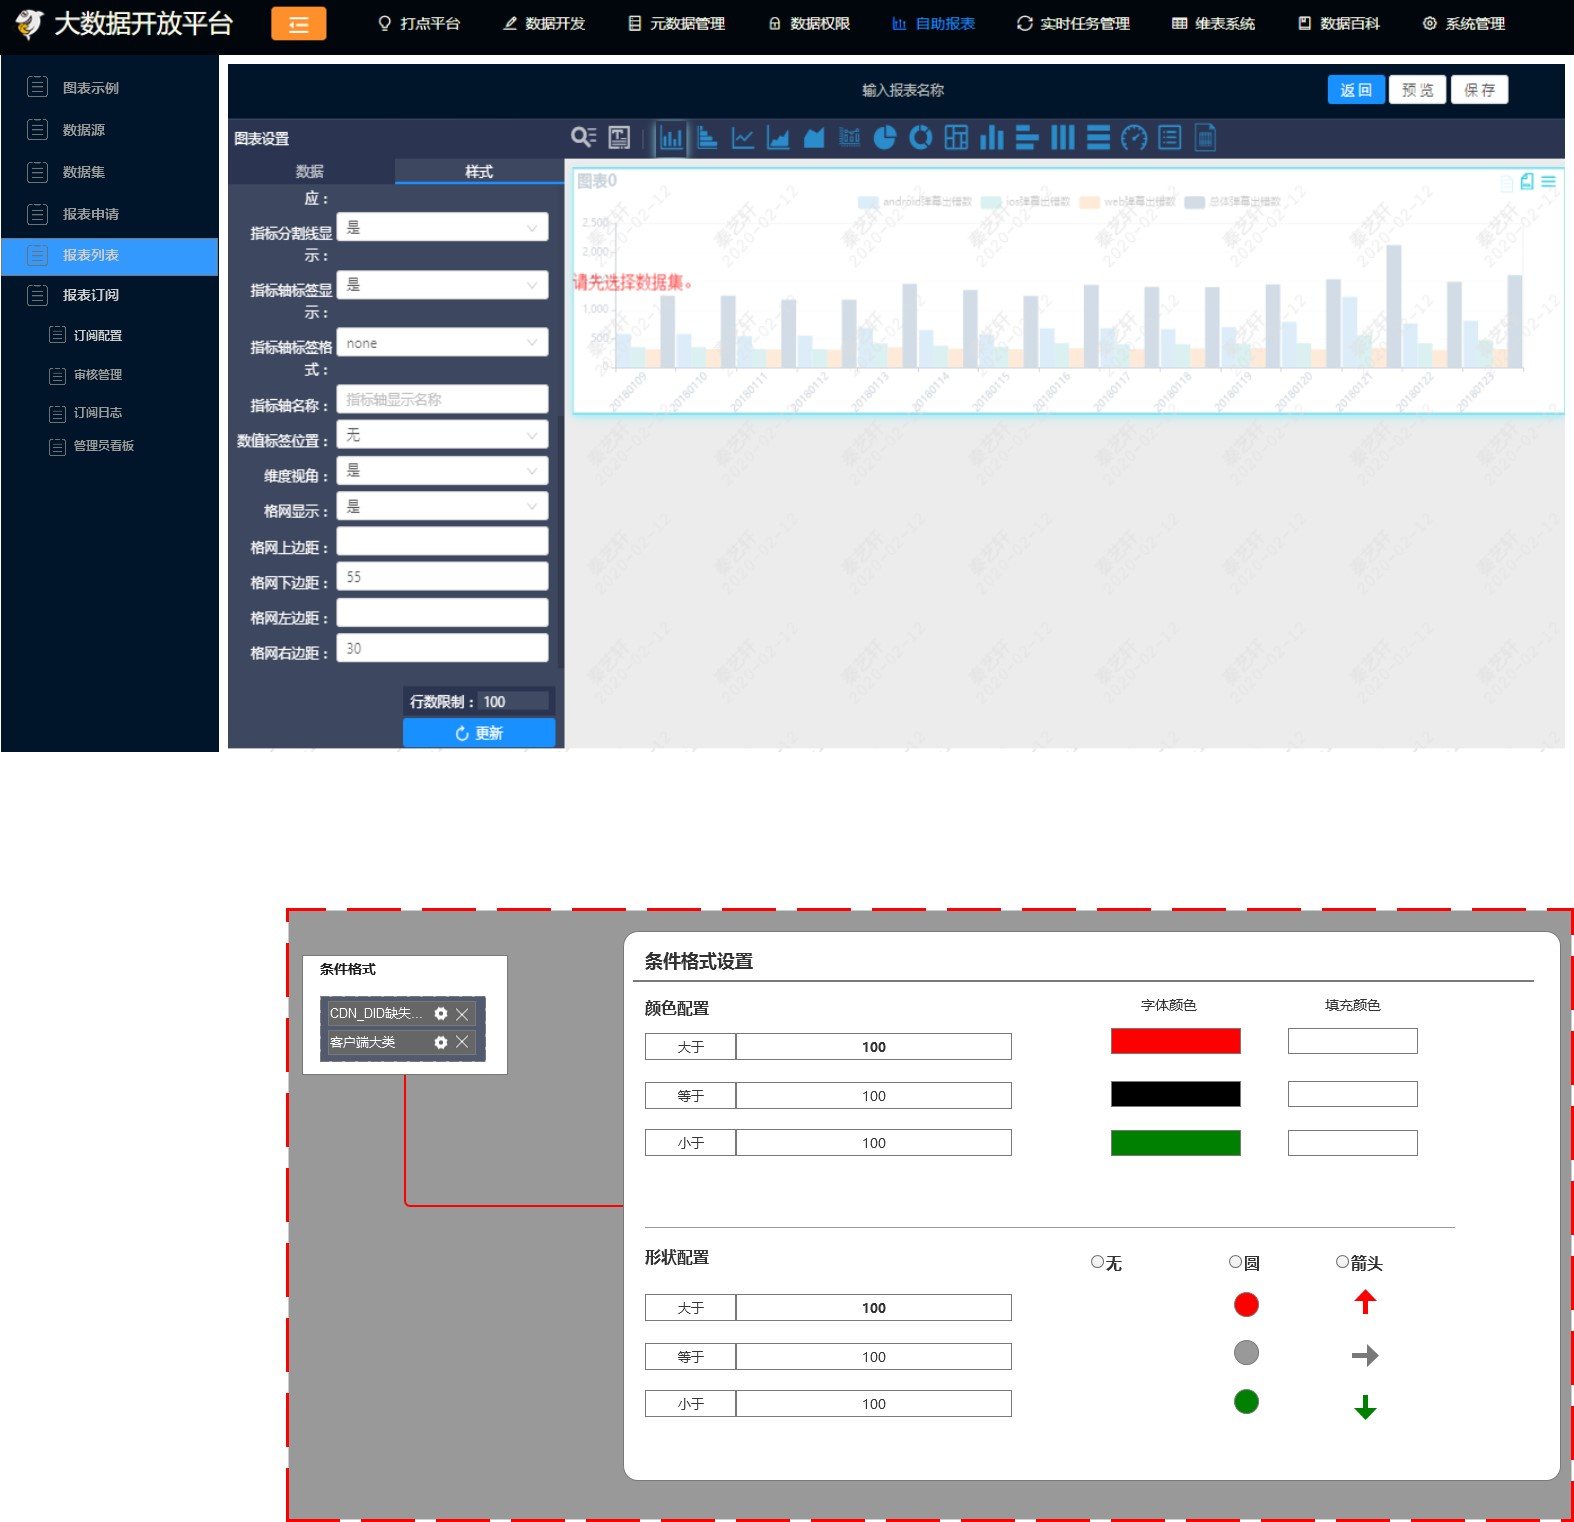 大数据开放平台
打点平台 数据开发 元数据管理 数据权限 自助报表 实时任务管理 维表系统 数据百科 系统管理
图表示例
数据源
数据集
报表申请
报表列表
报表订阅
订阅配置
审核管理
订阅日志
管理员看板
输入报表名称 返回 预览 保存
图表设置
数据 样式
应：
指标分割线显示： 是
指标轴标签显示： 是
指标轴标签格式： none
指标轴名称： 指标轴显示名称
数值标签位置： 无
维度视角： 是
格网显示： 是
格网上边距：
格网下边距： 55
格网左边距：
格网右边距： 30
行数限制： 100
更新
图表0
android弹幕出错数 ios弹幕出错数 web弹幕出错数 总体弹幕出错数
2,500
2,000
请先选择数据集。
1,000
500
0
20180109 20180110 20180111 20180112 20180113 20180114 20180115 20180116 20180117 20180118 20180119 20180120 20180121 20180122 20180123
秦艺轩
2020-02-12
条件格式
CDN_DID缺失...
客户端大类
条件格式设置
颜色配置 字体颜色 填充颜色
大于 100
等于 100
小于 100
形状配置 无 圆 箭头
大于 100
等于 100
小于 100